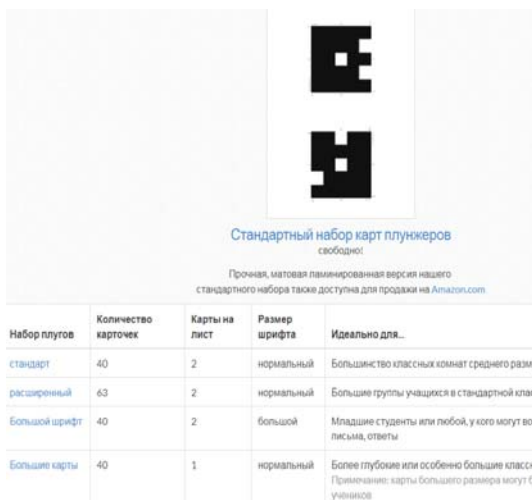 Стандартный набор карт плунжеров
свободно!
Прочная, матовая ламинированная версия нашего
стандартного набора также доступна для продажи на Amazon.com
Набор плугов
Количество карточек
Карты на лист
Размер шрифта
Идеально для...
стандарт 40 2 нормальный Большинство классных комнат среднего разм
расширенный 63 2 нормальный Большие группы учащихся в стандартной клас
Большой шрифт 40 2 большой Младшие студенты или любой, у кого могут во
письма, ответы
Большие карты 40 1 нормальный Более глубокие или особенно большие классн
Примечание: карты большего размера могут б
учеников